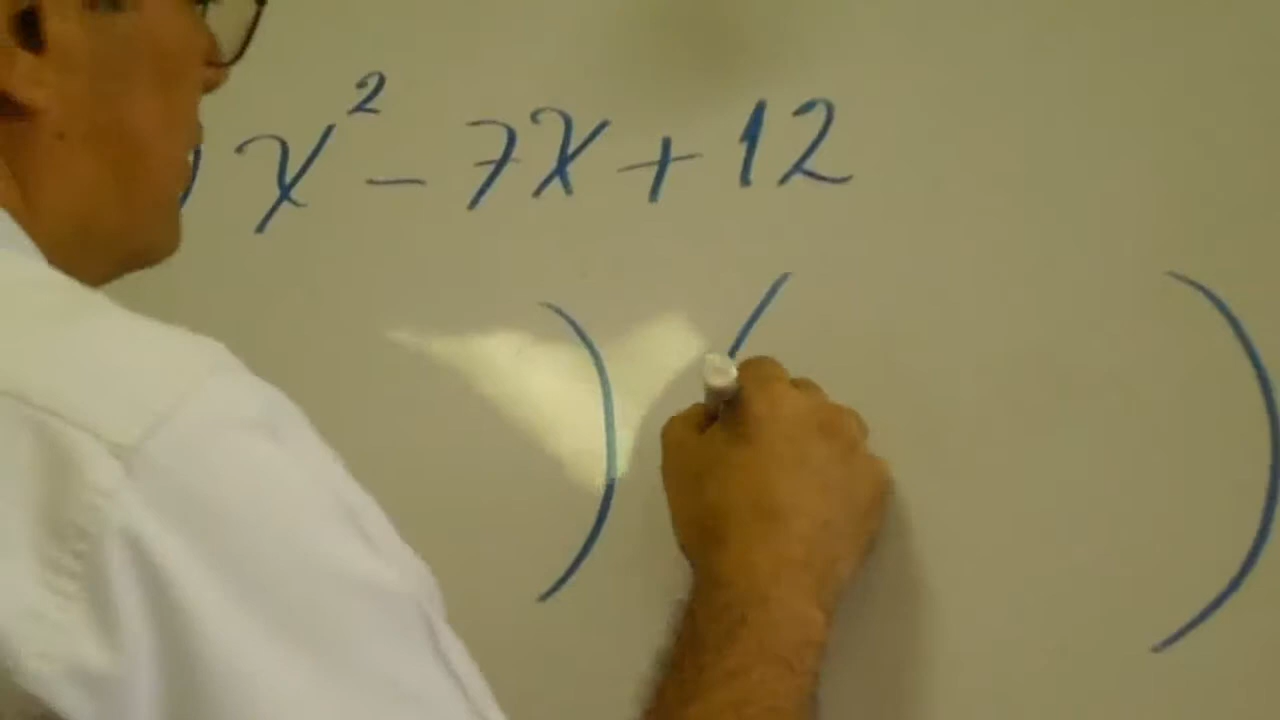 ) x² - 7x + 12
) ( )